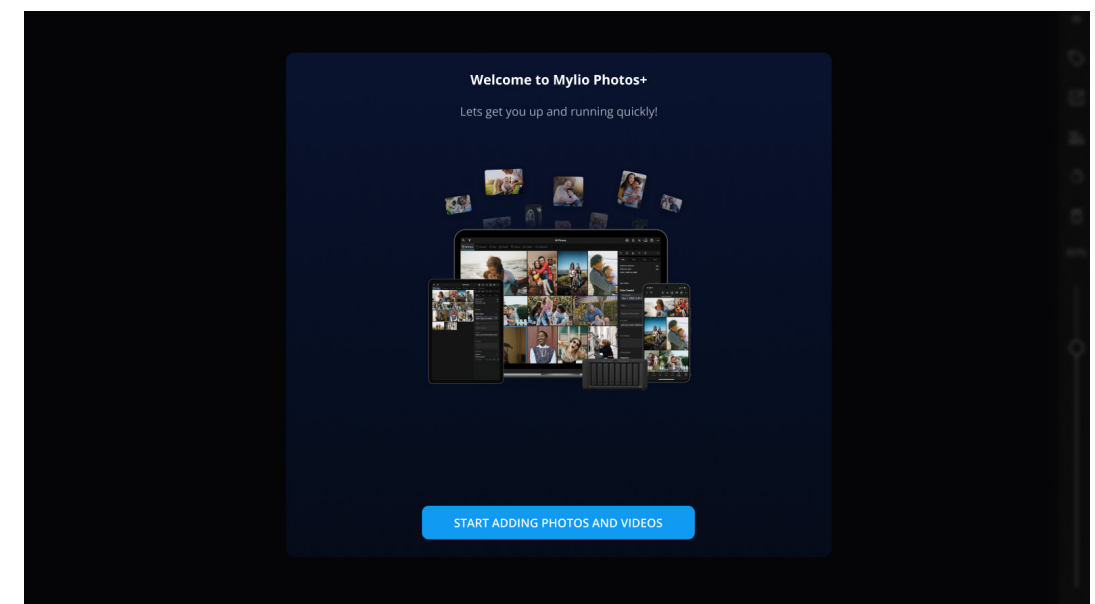 Welcome to Mylio Photos+
Lets get you up and running quickly!
START ADDING PHOTOS AND VIDEOS